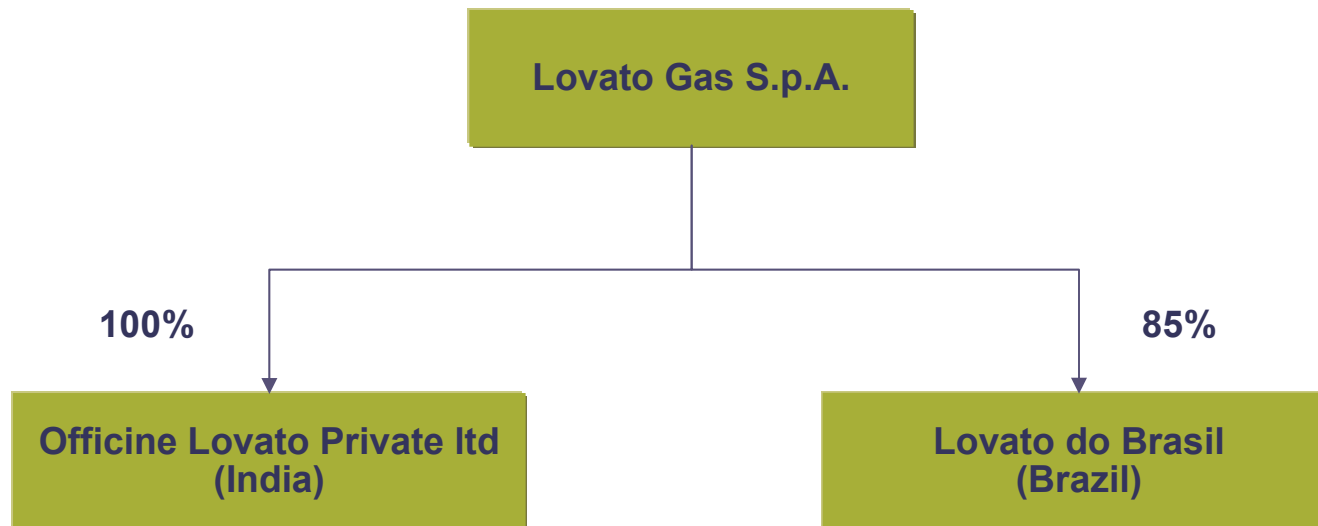 Lovato Gas S.p.A.
100%
85%
Officine Lovato Private ltd
(India)
Lovato do Brasil
(Brazil)